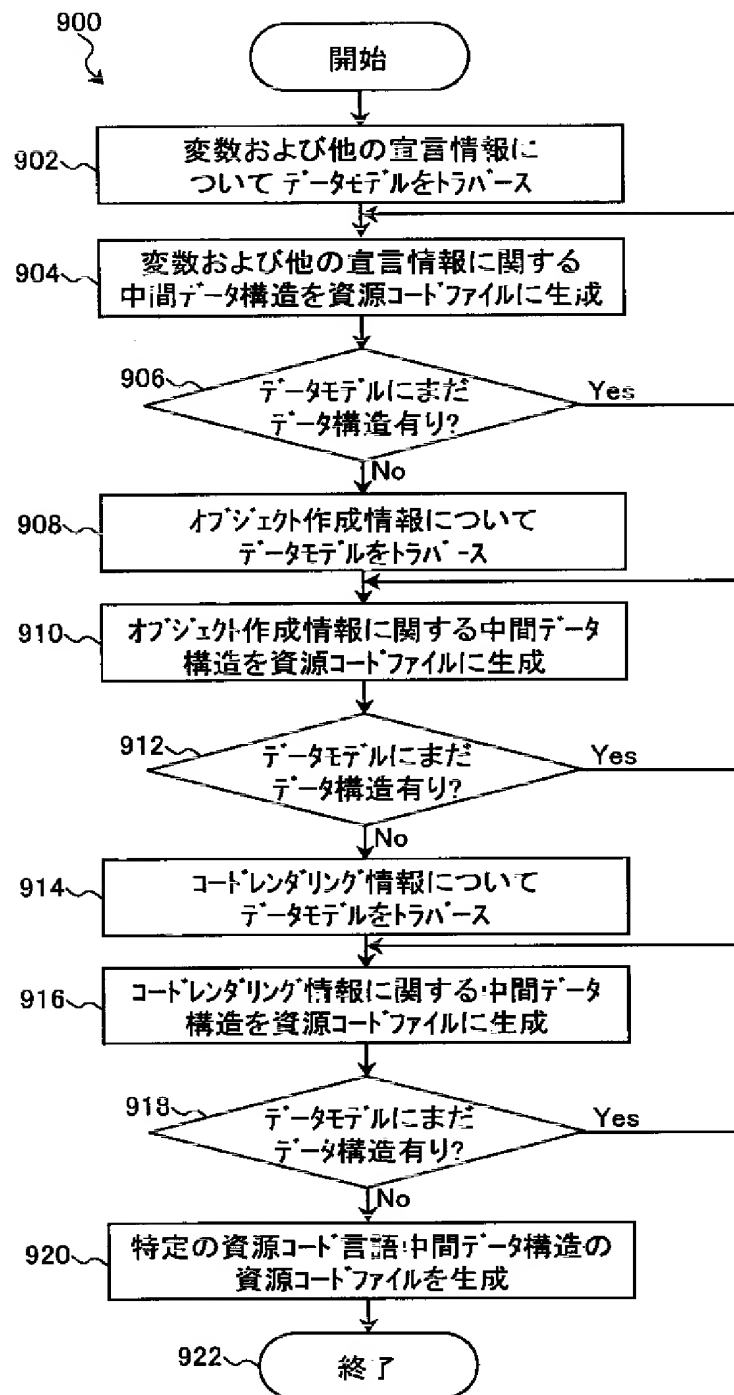 900
開始
902
変数および他の宣言情報に
ついてデータモデルをトラバース
904
変数および他の宣言情報に関する
中間データ構造を資源コードファイルに生成
906
データモデルにまだ
データ構造有り?
Yes
No
908
オブジェクト作成情報について
データモデルをトラバース
910
オブジェクト作成情報に関する中間データ
構造を資源コードファイルに生成
912
データモデルにまだ
データ構造有り?
Yes
No
914
コードレンダリング情報について
データモデルをトラバース
916
コードレンダリング情報に関する中間データ
構造を資源コードファイルに生成
918
データモデルにまだ
データ構造有り?
Yes
No
920
特定の資源コード言語中間データ構造の
資源コードファイルを生成
922
終了